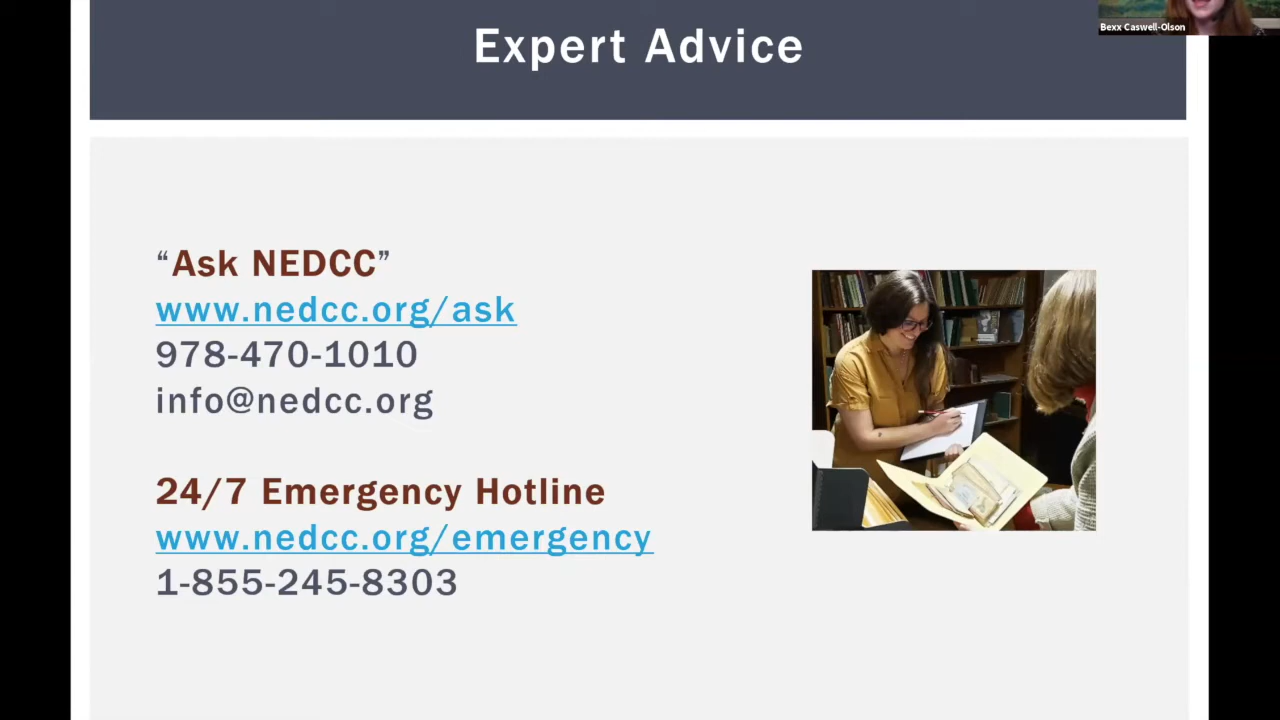 Expert Advice
Bexx Caswell-Olson
“Ask NEDCC”
www.nedcc.org/ask
978-470-1010
info@nedcc.org
24/7 Emergency Hotline
www.nedcc.org/emergency
1-855-245-8303